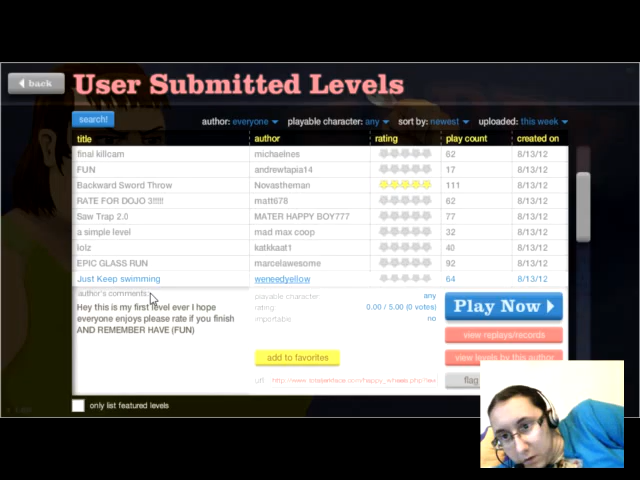 back
User Submitted Levels
search!
author: everyone playable character: any sort by: newest uploaded: this week
title author rating play count created on
final killcam michaelnes 62 8/13/12
FUN andrewtapia14 17 8/13/12
Backward Sword Throw Novastheman 111 8/13/12
RATE FOR DOJO 3!!!!! matt678 62 8/13/12
Saw Trap 2.0 MATER HAPPY BOY777 77 8/13/12
a simple level mad max coop 32 8/13/12
lolz katkkaat1 40 8/13/12
EPIC GLASS RUN marcelawesome 92 8/13/12
Just Keep swimming weneedyellow 64 8/13/12
author's comments
Hey this is my first level ever I hope
everyone enjoys please rate if you finish
AND REMEMBER HAVE (FUN)
playable character: any
rating: 0.00 / 5.00 (0 votes)
importable: no
Play Now
view replays/records
add to favorites
view levels by this author
url
flag
only list featured levels